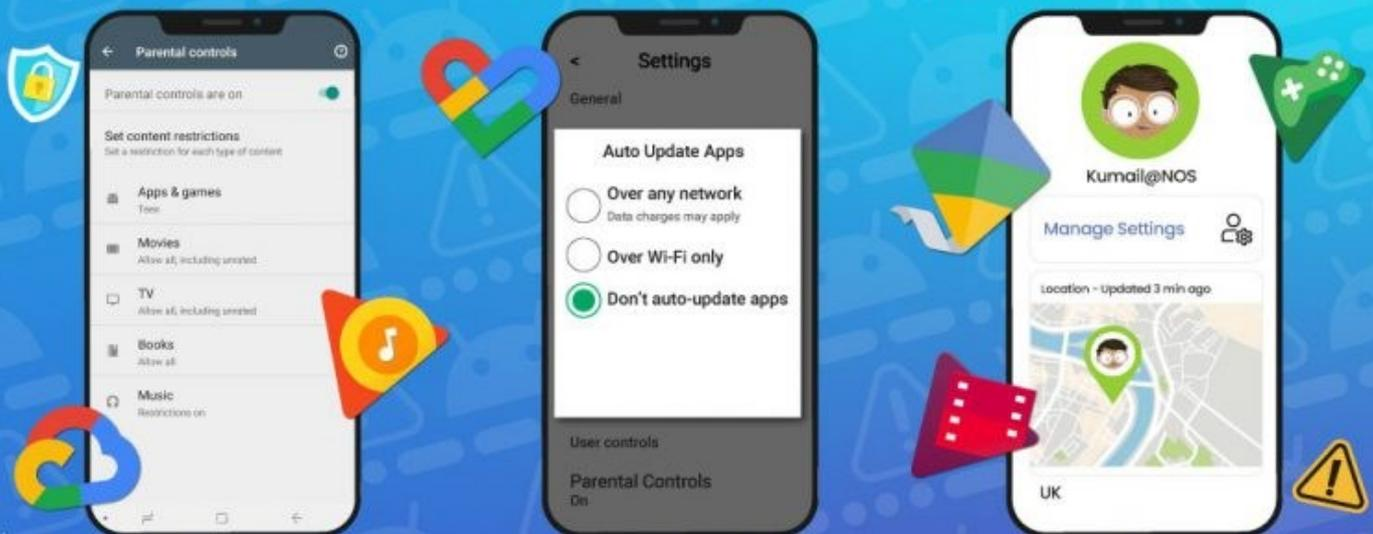 Parental controls
Parental controls are on
Set content restrictions
Set a restriction for each type of content
Apps & games
Teen
Movies
Allow all, including unrated
TV
Allow all, including unrated
Books
Allow all
Music
Restrictions on
Settings
General
Auto Update Apps
Over any network
Data charges may apply
Over Wi-Fi only
Don't auto-update apps
User controls
Parental Controls
On
Kumail@NOS
Manage Settings
Location - Updated 3 min ago
UK